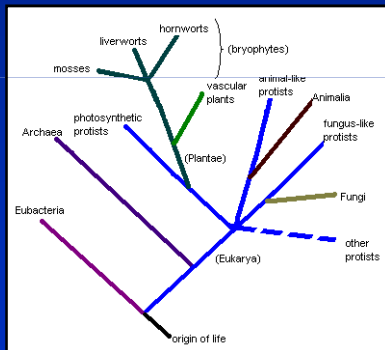 hornworts
liverworts
(bryophytes)
mosses
vascular
plants
animal-like
protists
Animalia
photosynthetic
protists
fungus-like
protists
Archaea
(Plantae)
Fungi
Eubacteria
other
protists
(Eukarya)
origin of life